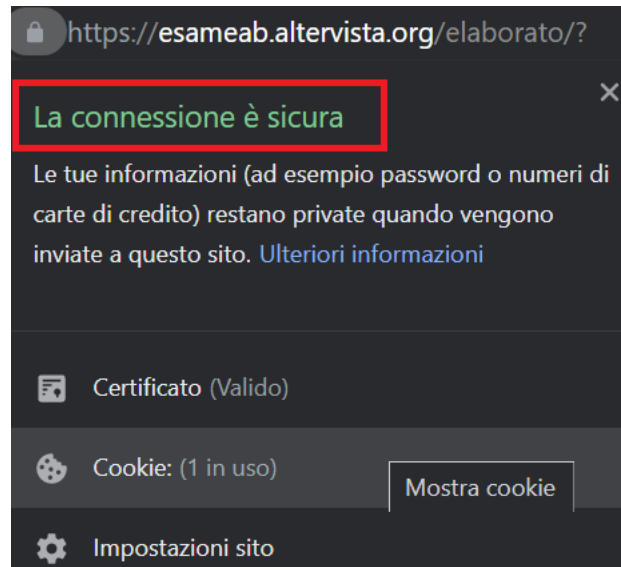 https://esameab.altervista.org/elaborato/?
La connessione è sicura
Le tue informazioni (ad esempio password o numeri di
carte di credito) restano private quando vengono
inviate a questo sito. Ulteriori informazioni
Certificato (Valido)
Cookie: (1 in uso)
Mostra cookie
Impostazioni sito